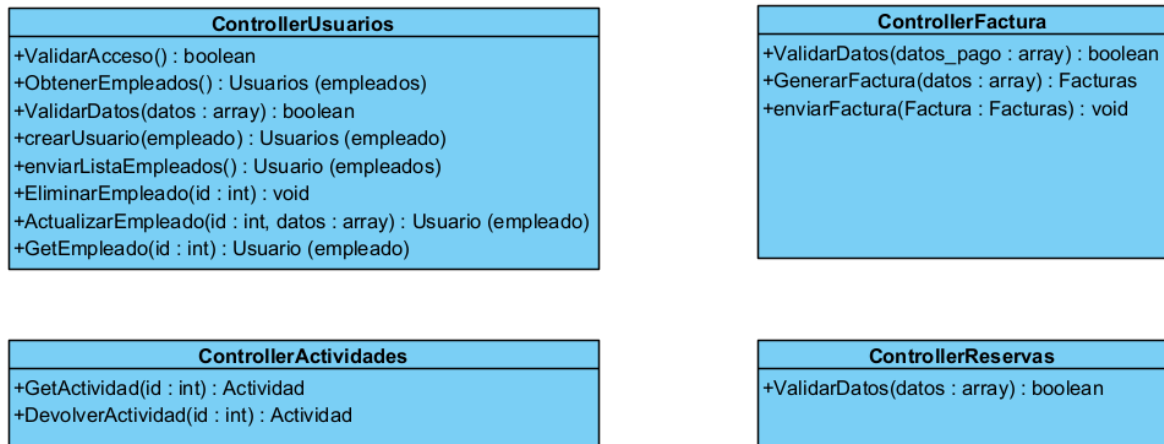 ControllerUsuarios
+ValidarAcceso() : boolean
+ObtenerEmpleados() : Usuarios (empleados)
+ValidarDatos(datos : array) : boolean
+crearUsuario(empleado) : Usuarios (empleado)
+enviarListaEmpleados() : Usuario (empleados)
+EliminarEmpleado(id : int) : void
+ActualizarEmpleado(id : int, datos : array) : Usuario (empleado)
+GetEmpleado(id : int) : Usuario (empleado)
ControllerFactura
+ValidarDatos(datos_pago : array) : boolean
+GenerarFactura(datos : array) : Facturas
+enviarFactura(Factura : Facturas) : void
ControllerActividades
+GetActividad(id : int) : Actividad
+DevolverActividad(id : int) : Actividad
ControllerReservas
+ValidarDatos(datos : array) : boolean